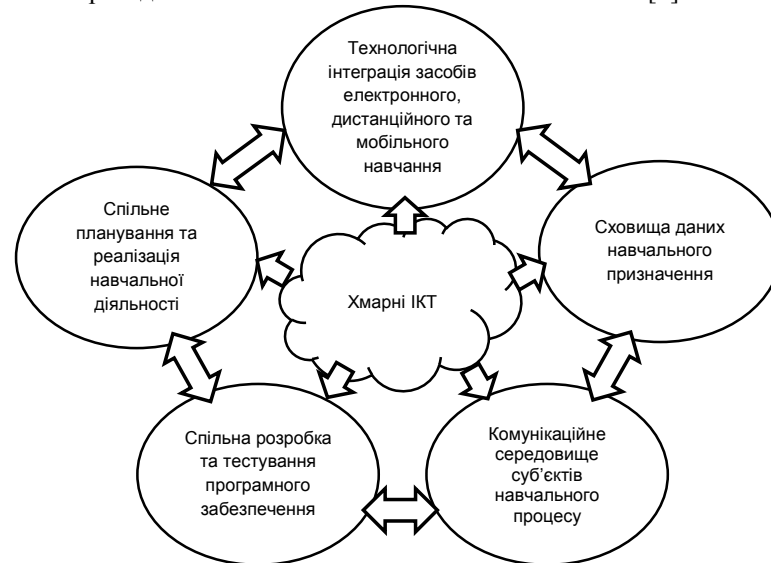 Технологічна
інтеграція засобів
електронного,
дистанційного та
мобільного
навчання
Спільне
планування та
реалізація
навчальної
діяльності
Сховища даних
навчального
призначення
Хмарні ІКТ
Спільна розробка
та тестування
програмного
забезпечення
Комунікаційне
середовище
суб’єктів
навчального
процесу